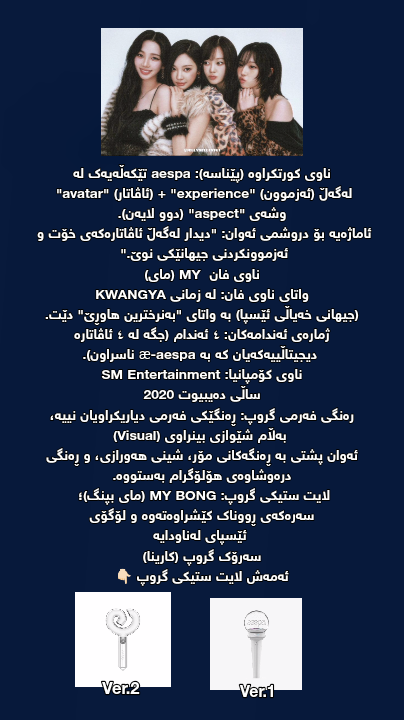 ناوی کورتکراوە (پێناسە): aespa تێکەڵەیەک لە
"avatar" (ئاڤاتار) + "experience" (ئەزموون) لەگەڵ
وشەی "aspect" (دوو لایەن).
ئاماژەیە بۆ دروشمی ئەوان: "دیدار لەگەڵ ئاڤاتارەکەی خۆت و
ئەزموونکردنی جیهانێکی نوێ."
ناوی فان MY (مای)
واتای ناوی فان: لە زمانی KWANGYA
(جیهانی خەیاڵی ئێسپا) بە واتای "بەنرخترین هاوڕێ" دێت.
ژمارەی ئەندامەکان: ٤ ئەندام (جگە لە ٤ ئاڤاتارە
دیجیتاڵییەکەیان کە بە æ-aespa ناسراون).
ناوی کۆمپانیا: SM Entertainment
ساڵی دەیبیوت 2020
ڕەنگی فەرمی گروپ: ڕەنگێکی فەرمی دیاریکراویان نییە،
بەڵام شێوازی بینراوی (Visual)
ئەوان پشتی بە ڕەنگەکانی مۆر، شینی هەورازی، و ڕەنگی
درەوشاوەی هۆلۆگرام بەستووە.
لایت ستیکی گروپ: MY BONG (مای بۆنگ)؛
سەرەکەی ڕووناک کێشراوەتەوە و لۆگۆی
ئێسپای لەناودایە
سەرۆک گروپ (کارینا)
ئەمەش لایت ستیکی گروپ 👇🏻
Ver.2
Ver.1